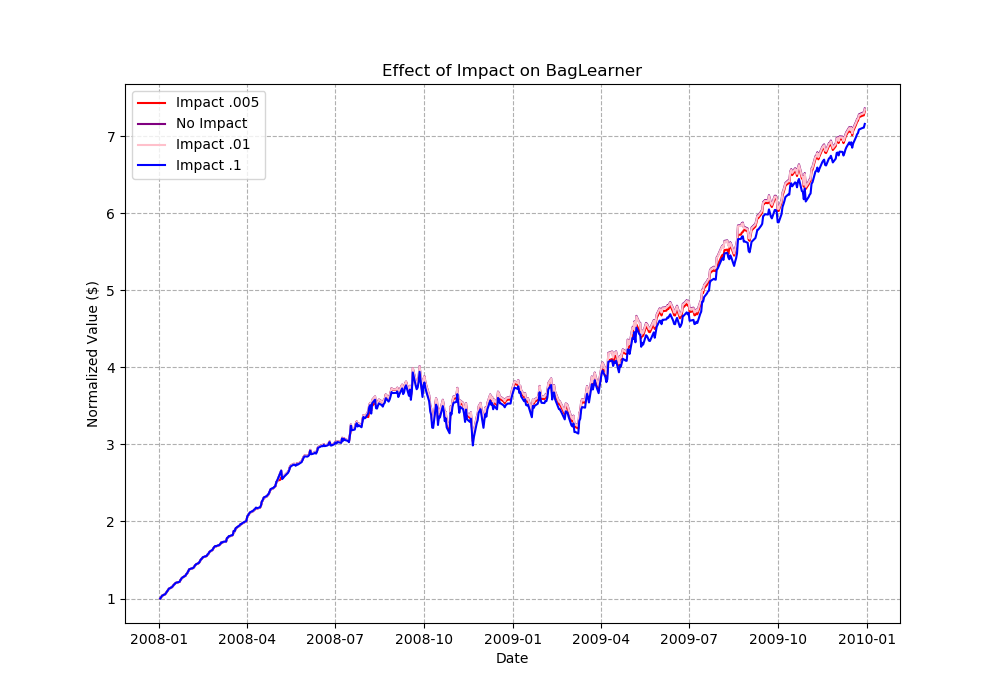 Effect of Impact on BagLearner
Impact .005
No Impact
Impact .01
Impact .1
Normalized Value ($)
7
6
5
4
3
2
1
2008-01 2008-04 2008-07 2008-10 2009-01 2009-04 2009-07 2009-10 2010-01
Date